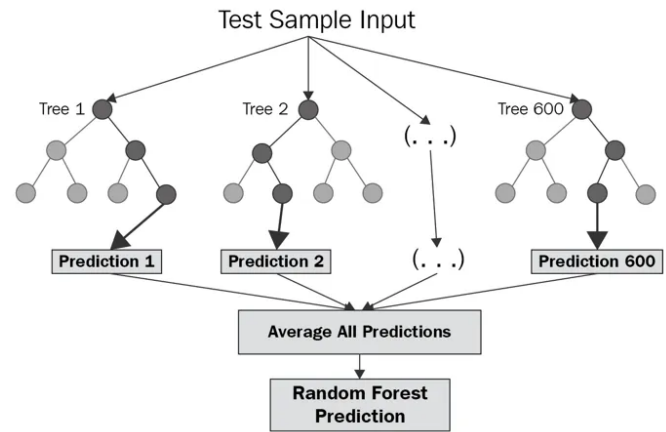 Test Sample Input
Tree 1
Tree 2
Tree 600
(. . .)
Prediction 1
Prediction 2
(. . .)
Prediction 600
Average All Predictions
Random Forest
Prediction